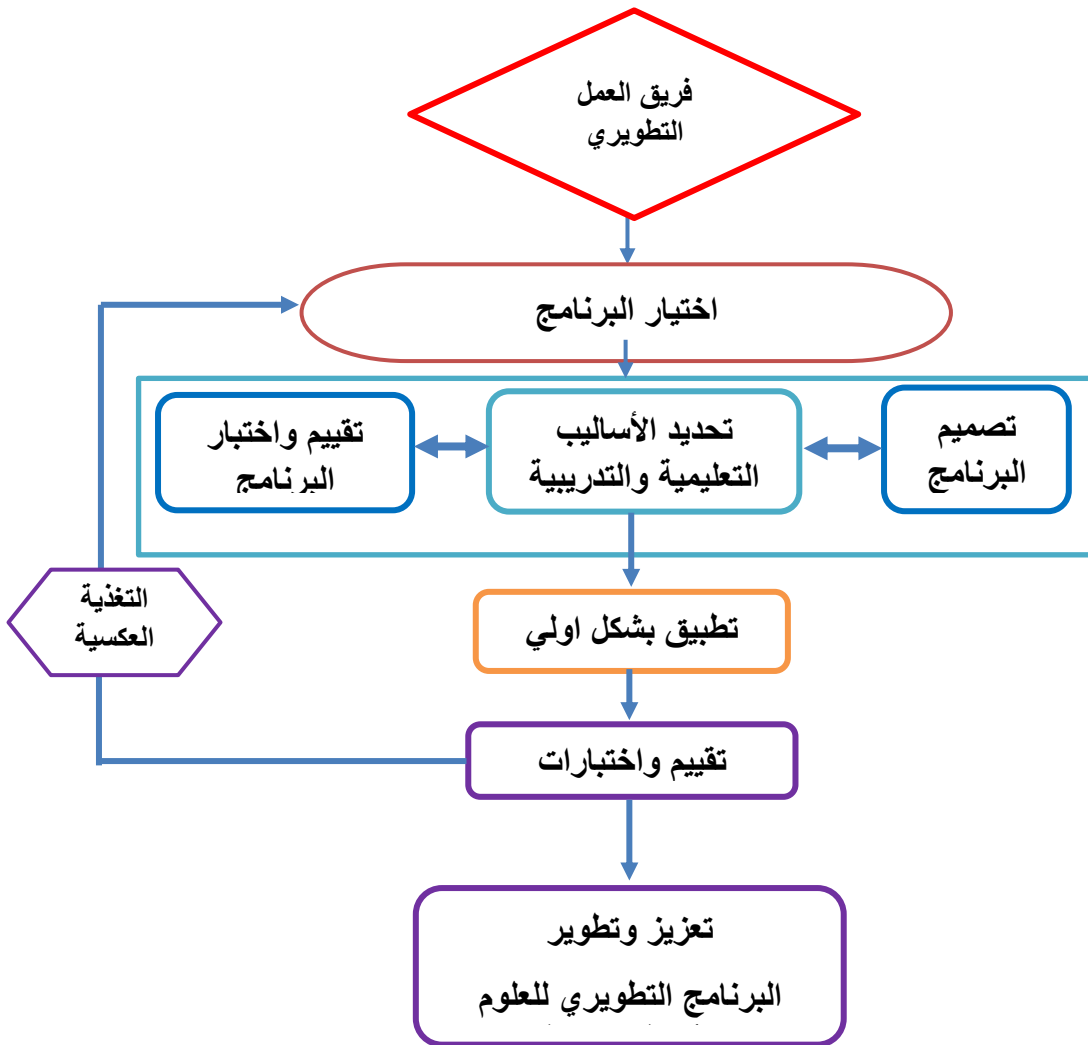 فريق العمل
التطويري
اختيار البرنامج
تصميم
البرنامج
تحديد الأساليب
التعليمية والتدريبية
تقييم واختبار
البرنامج
تطبيق بشكل اولي
التغذية
العكسية
تقييم واختبارات
تعزيز وتطوير
البرنامج التطويري للعلوم